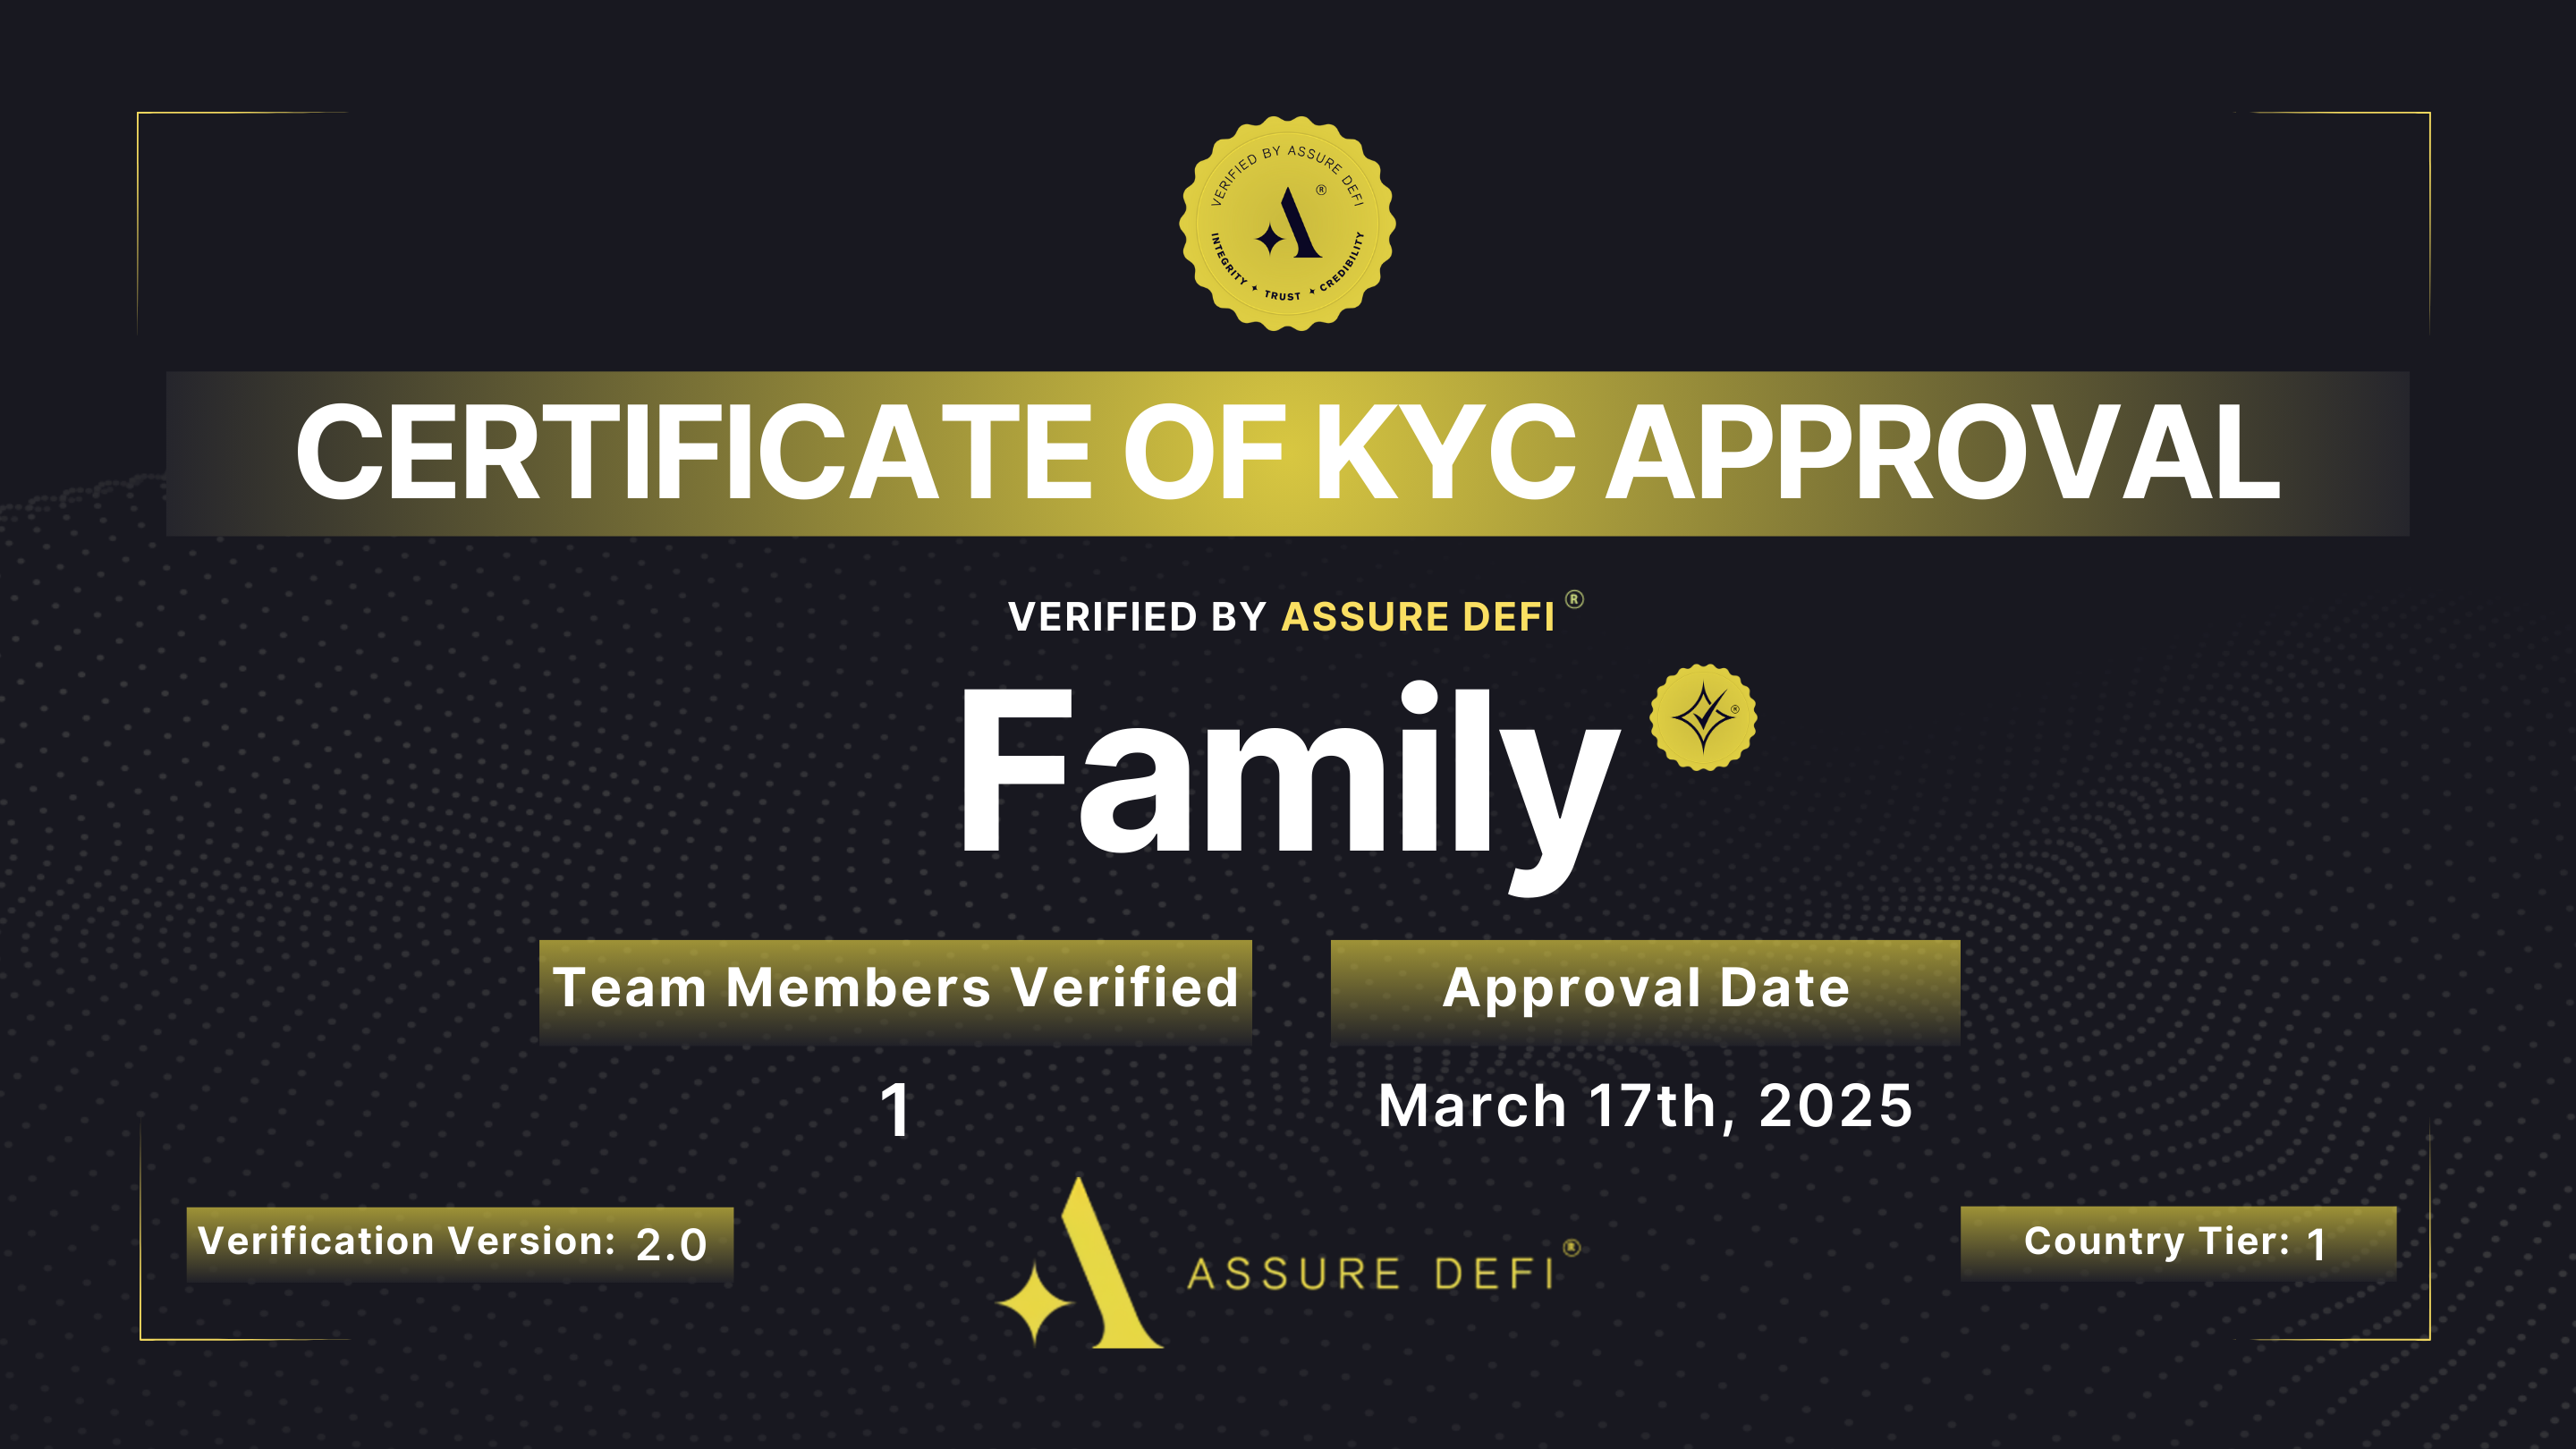 VERIFIED BY ASSURE DEFI
®
INTEGRITY ✦ TRUST ✦ CREDIBILITY
CERTIFICATE OF KYC APPROVAL
VERIFIED BY ASSURE DEFI ®
Family
®
Team Members Verified
1
Approval Date
March 17th, 2025
Verification Version: 2.0
ASSURE DEFI ®
Country Tier: 1